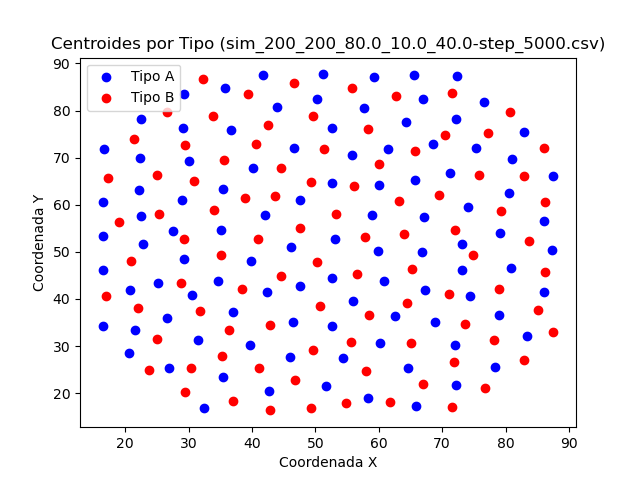 Centroides por Tipo (sim_200_200_80.0_10.0_40.0-step_5000.csv)
Tipo A
Tipo B
90
80
70
60
50
40
30
20
Coordenada Y
20 30 40 50 60 70 80 90
Coordenada X